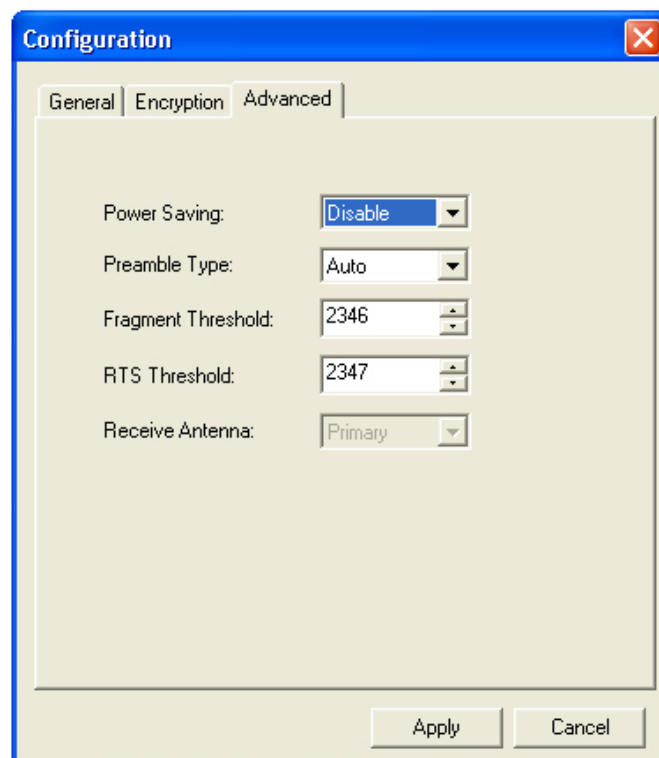 Configuration
General Encryption Advanced
Power Saving: Disable
Preamble Type: Auto
Fragment Threshold: 2346
RTS Threshold: 2347
Receive Antenna: Primary
Apply Cancel